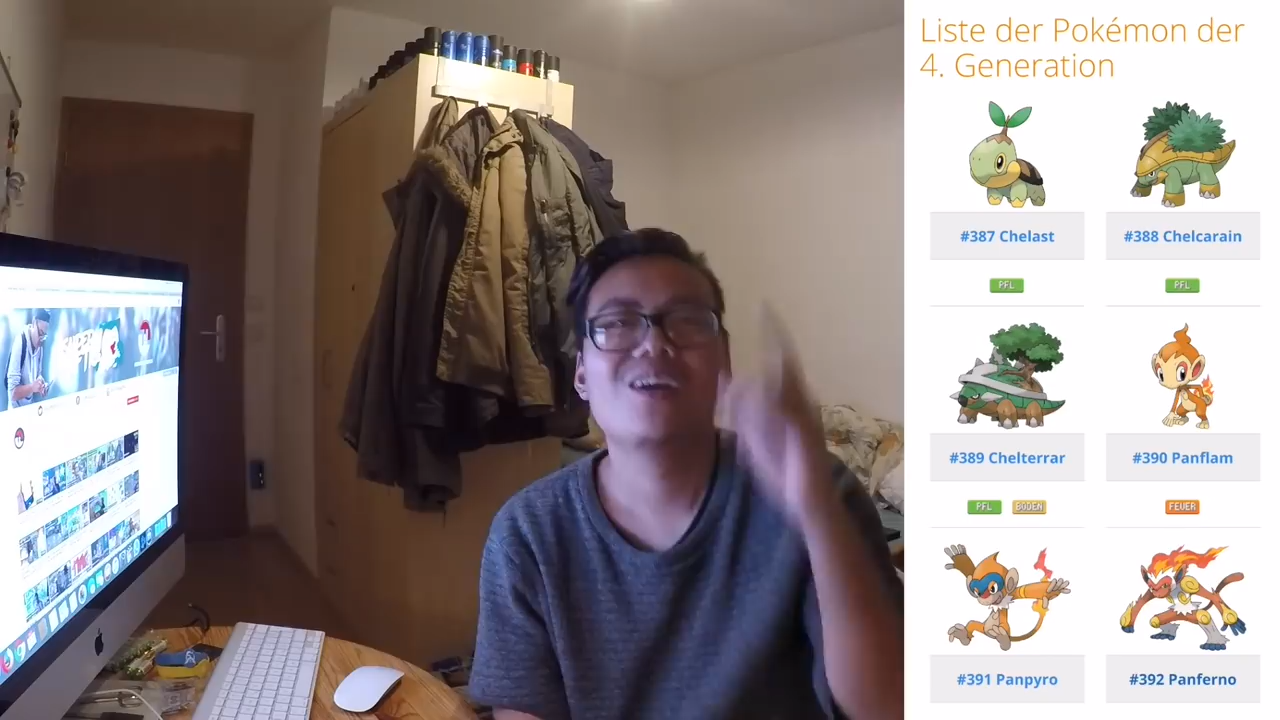 Liste der Pokémon der
4. Generation
#387 Chelast
#388 Chelcarain
PFL
PFL
#389 Chelterrar
#390 Panflam
PFL
BODEN
FEUER
#391 Panpyro
#392 Panferno